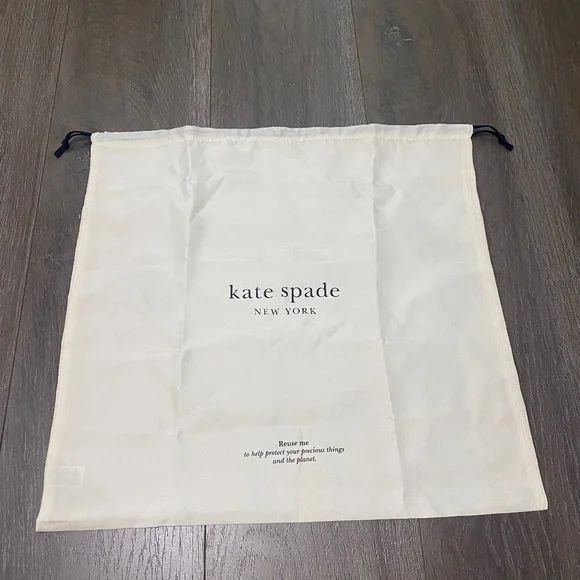 kate spade
NEW YORK
Reuse me
to help protect your precious things
and the planet.